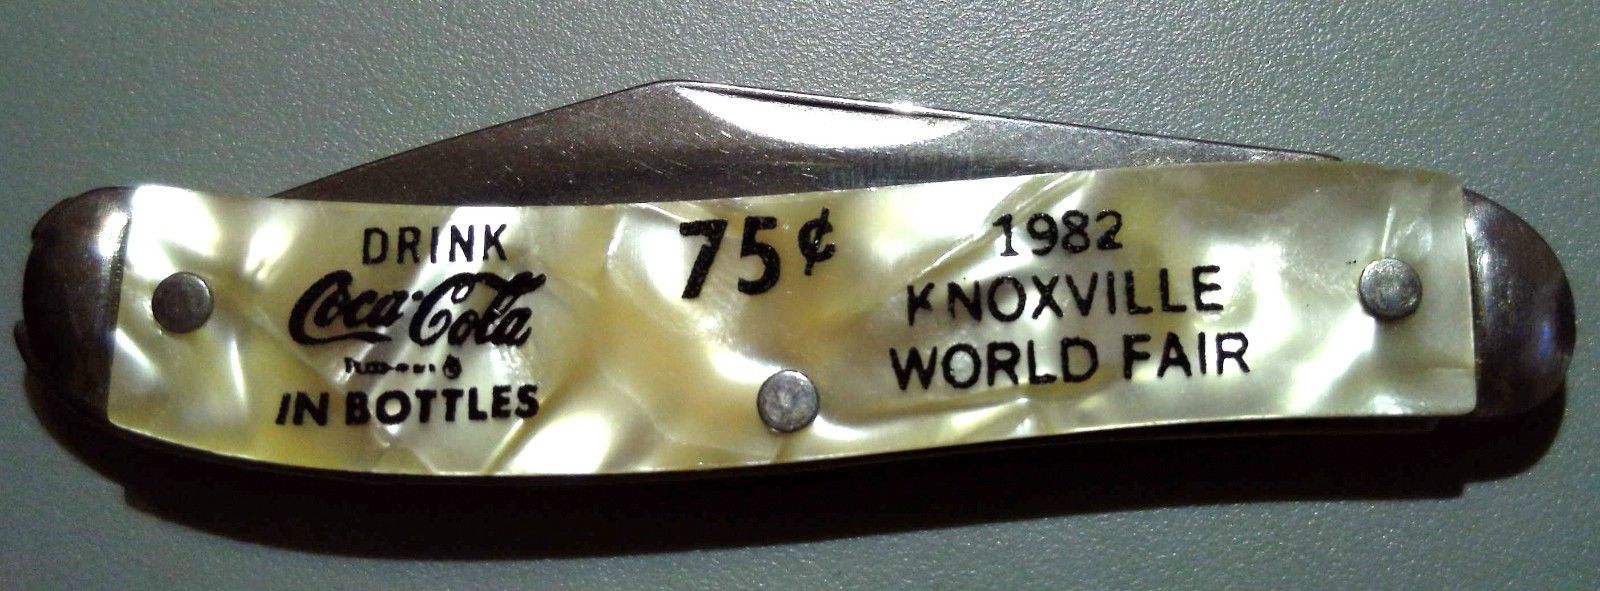 DRINK
Coca-Cola
IN BOTTLES
75¢
1982
KNOXVILLE
WORLD FAIR